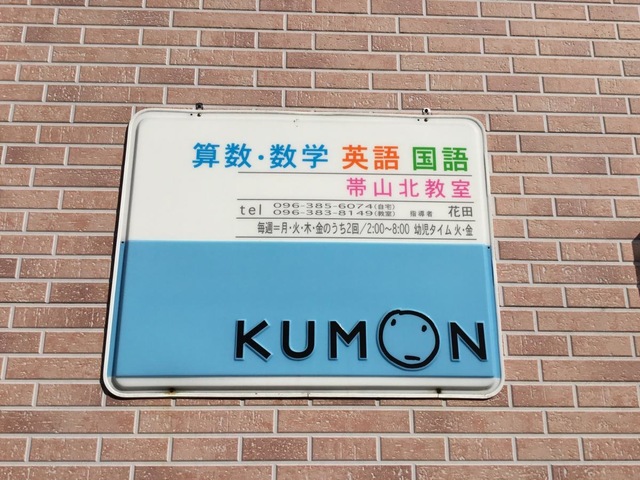 算数・数学 英語 国語
帯山北教室
tel 096-385-6074(自宅)
096-383-8149(教室) 指導者 花田
毎週=月・火・木・金のうち2回/2:00~8:00 幼児タイム 火・金
KUMON